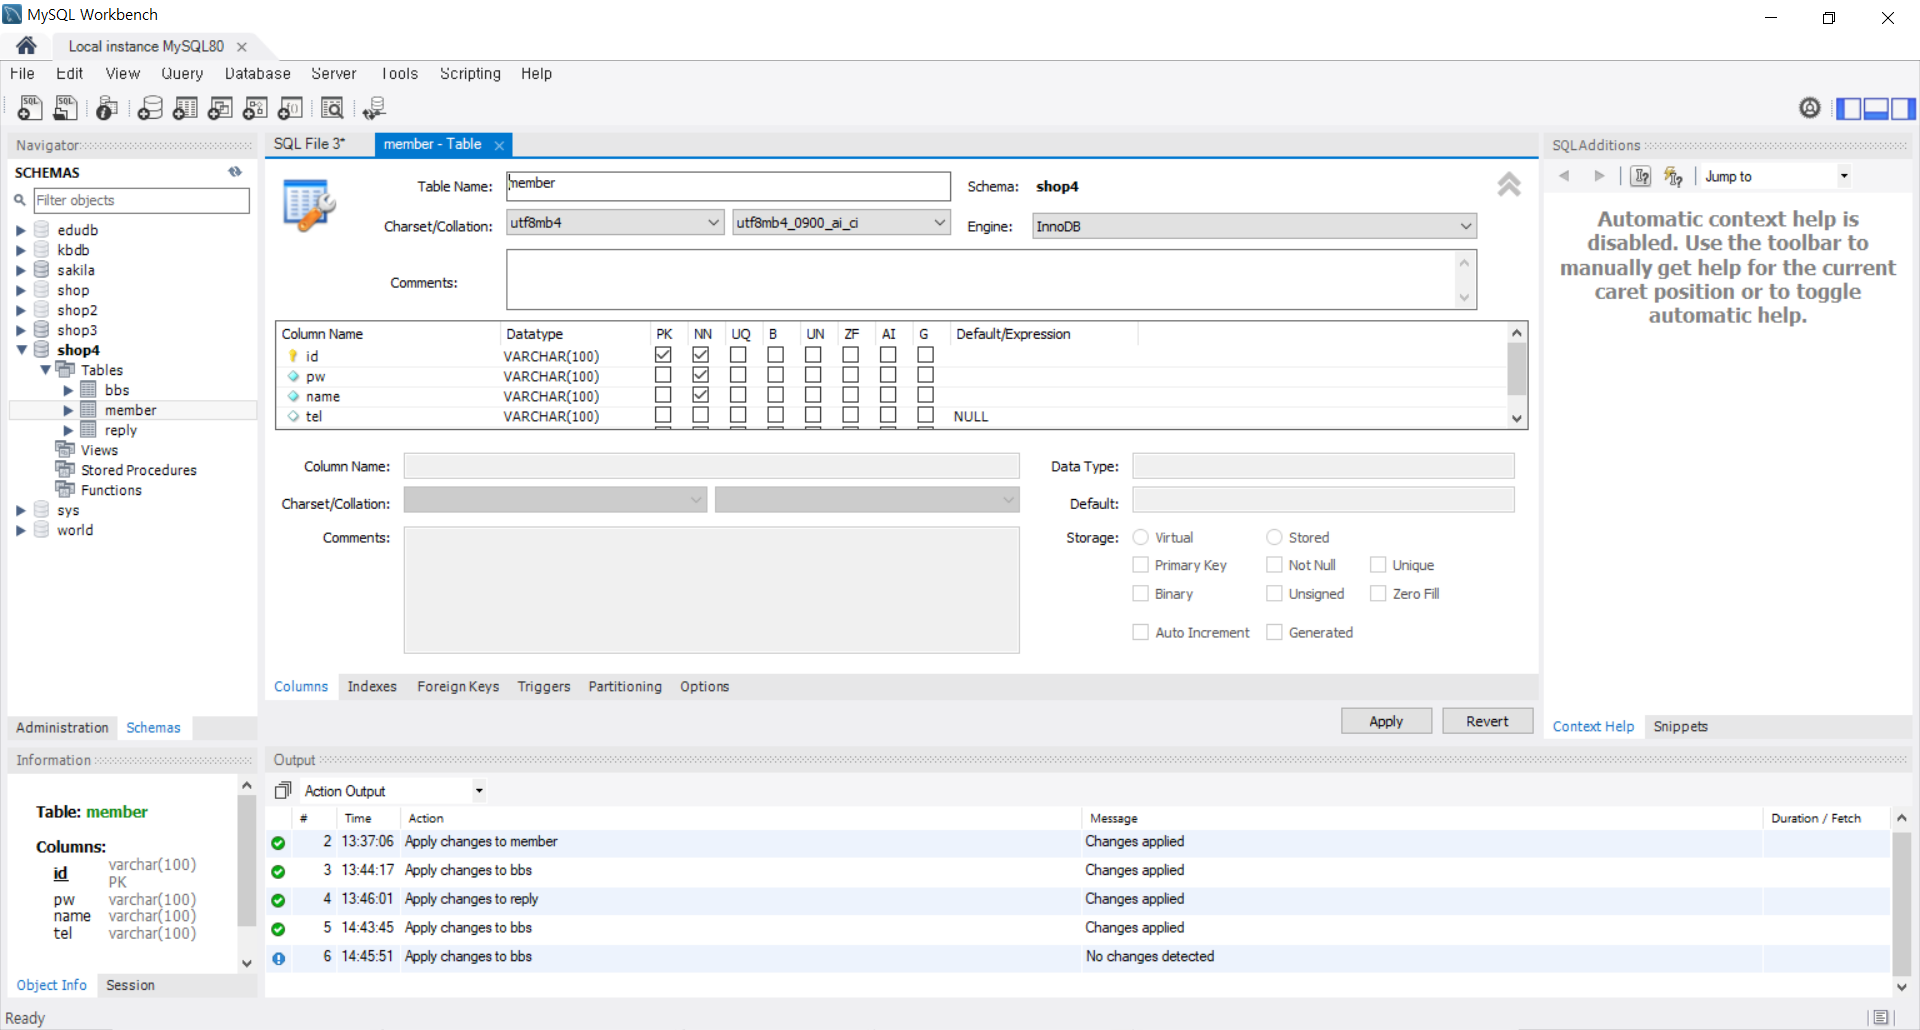 MySQL Workbench
Local instance MySQL80
File Edit View Query Database Server Tools Scripting Help
Navigator
SCHEMAS
Filter objects
edudb
kbdb
sakila
shop
shop2
shop3
shop4
Tables
bbs
member
reply
Views
Stored Procedures
Functions
sys
world
Administration Schemas
Information
Table: member
Columns:
id varchar(100)
PK
pw varchar(100)
name varchar(100)
tel varchar(100)
Object Info Session
SQL File 3* member - Table
Table Name: member Schema: shop4
Charset/Collation: utf8mb4 utf8mb4_0900_ai_ci Engine: InnoDB
Comments:
Column Name Datatype PK NN UQ B UN ZF AI G Default/Expression
id VARCHAR(100)
pw VARCHAR(100)
name VARCHAR(100)
tel VARCHAR(100) NULL
Column Name: Data Type:
Charset/Collation: Default:
Comments: Storage: Virtual Stored
Primary Key Not Null Unique
Binary Unsigned Zero Fill
Auto Increment Generated
Columns Indexes Foreign Keys Triggers Partitioning Options
Apply Revert
SQLAdditions
Jump to
Automatic context help is
disabled. Use the toolbar to
manually get help for the current
caret position or to toggle
automatic help.
Context Help Snippets
Output
Action Output
# Time Action Message Duration / Fetch
2 13:37:06 Apply changes to member Changes applied
3 13:44:17 Apply changes to bbs Changes applied
4 13:46:01 Apply changes to reply Changes applied
5 14:43:45 Apply changes to bbs Changes applied
6 14:45:51 Apply changes to bbs No changes detected
Ready